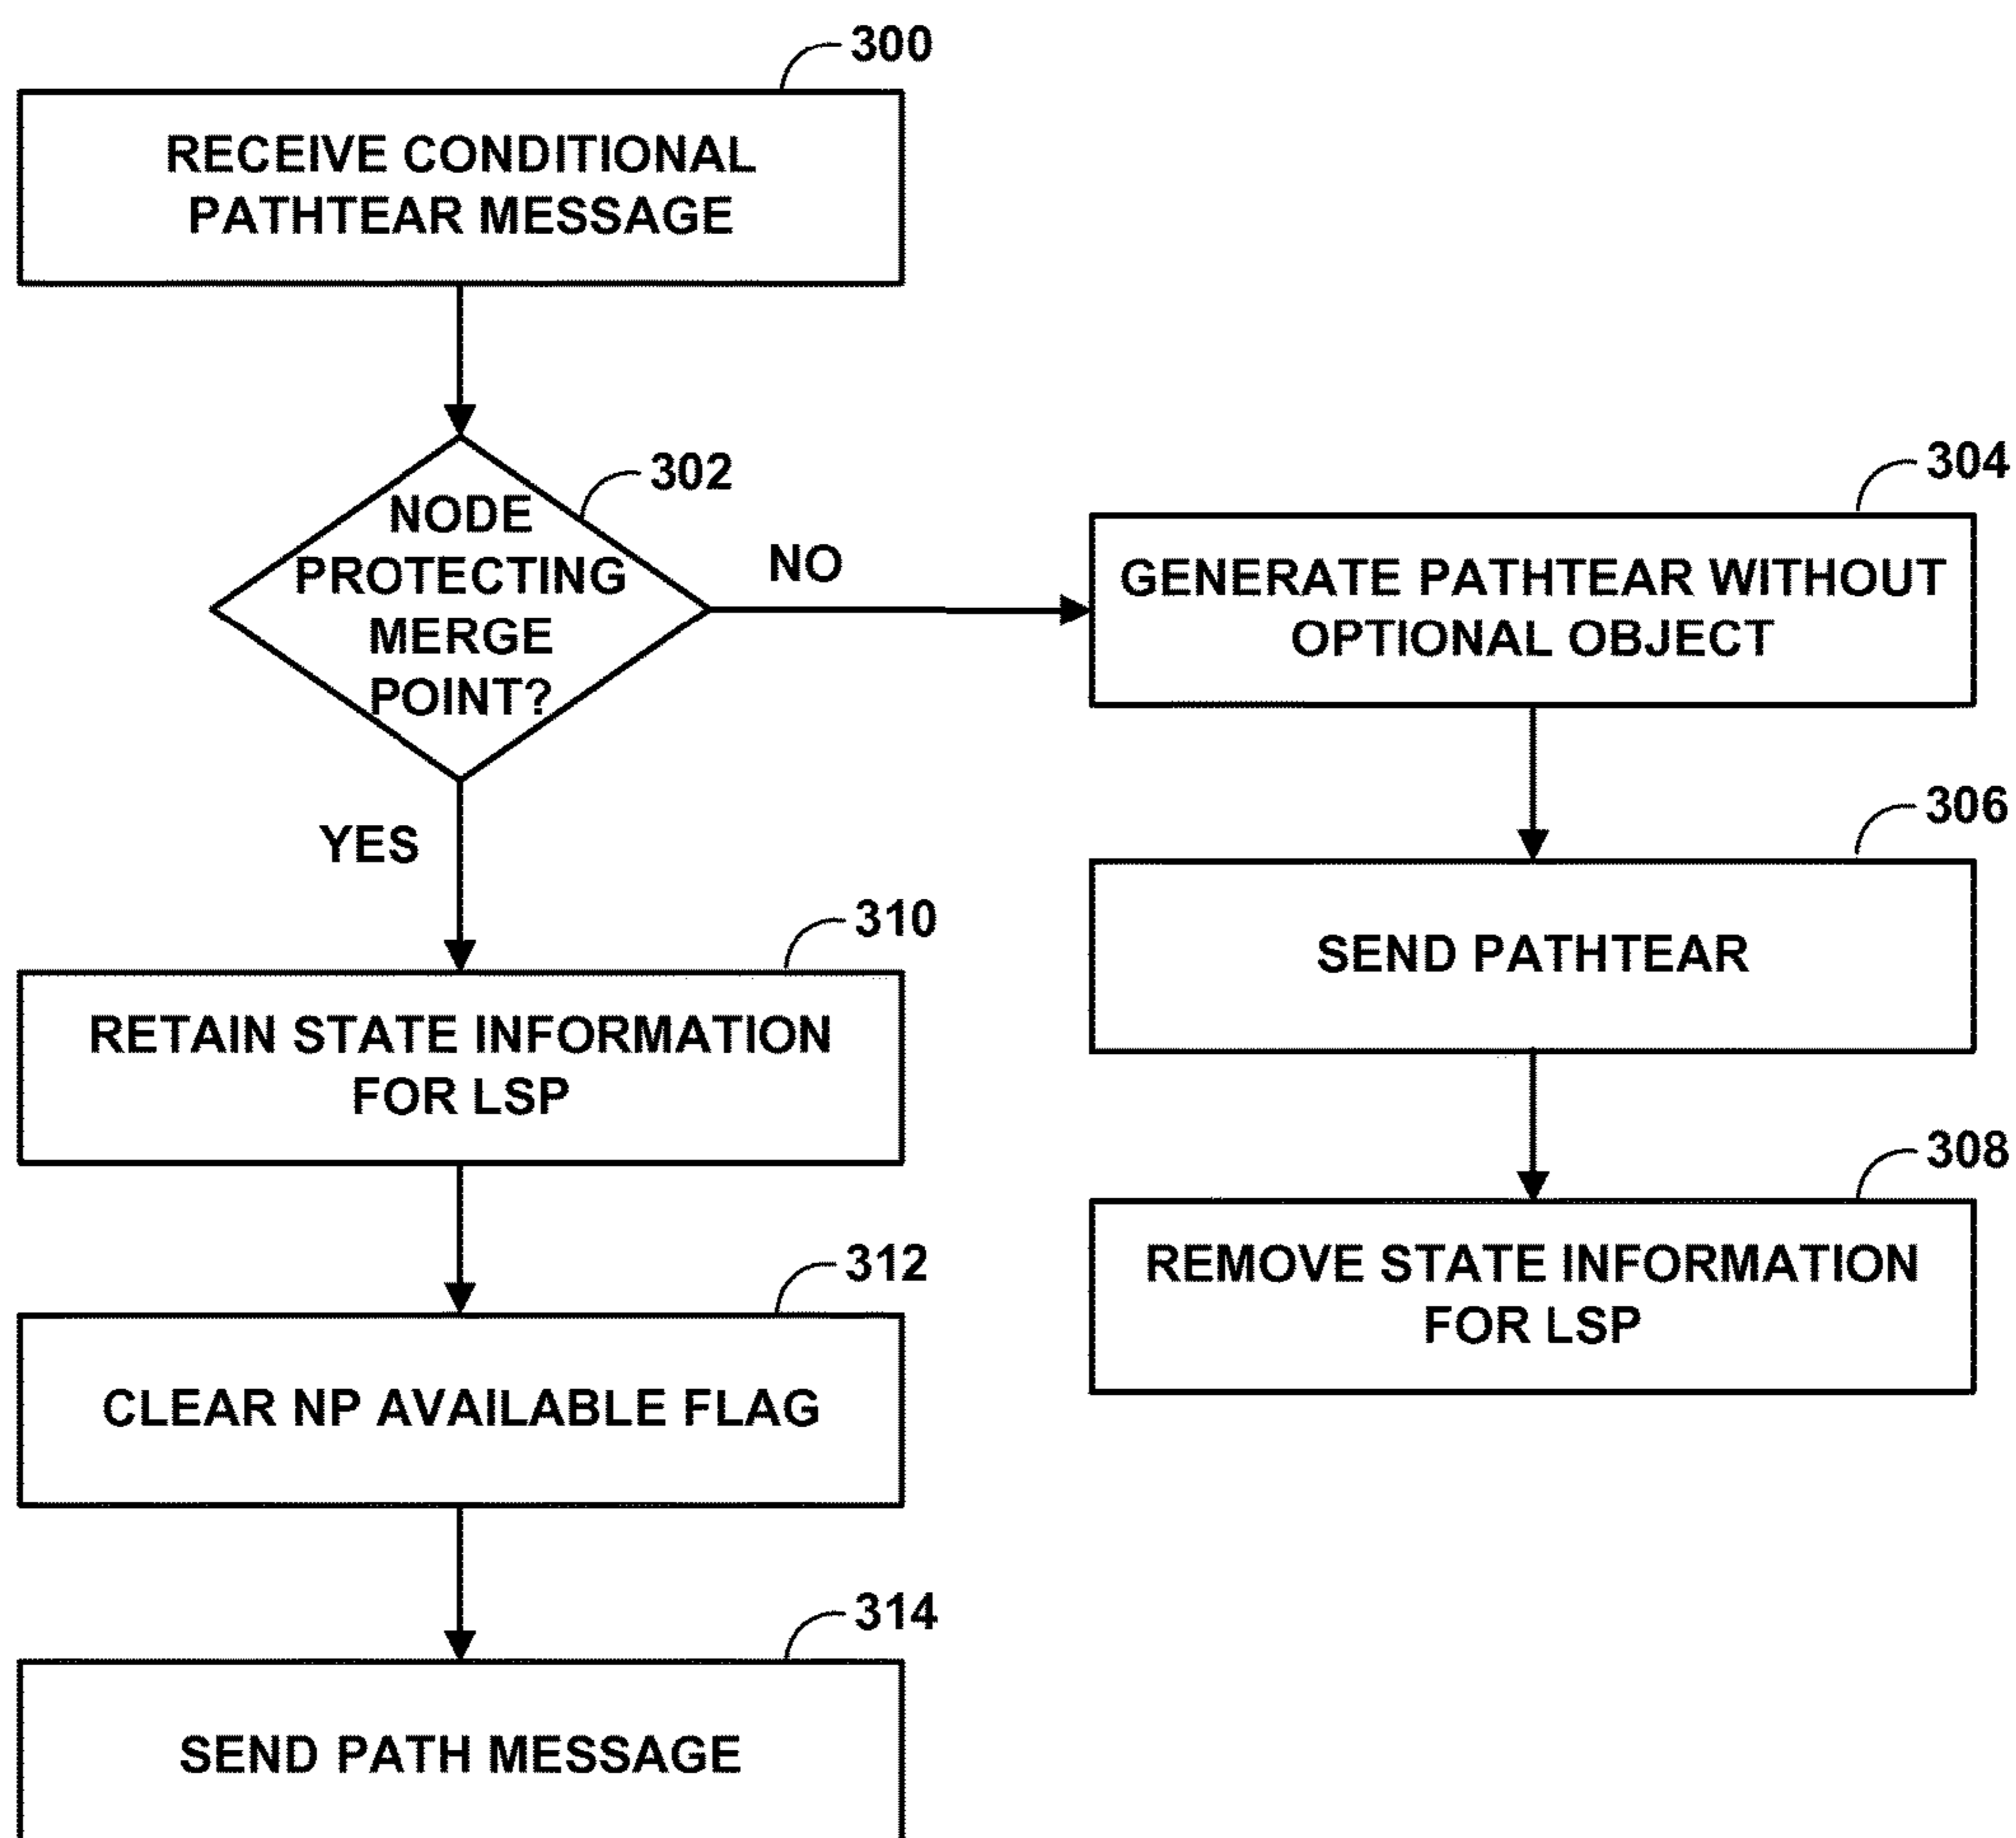 300
RECEIVE CONDITIONAL
PATHTEAR MESSAGE
302
NODE
PROTECTING
MERGE
POINT?
NO
YES
304
GENERATE PATHTEAR WITHOUT
OPTIONAL OBJECT
306
SEND PATHTEAR
308
REMOVE STATE INFORMATION
FOR LSP
310
RETAIN STATE INFORMATION
FOR LSP
312
CLEAR NP AVAILABLE FLAG
314
SEND PATH MESSAGE